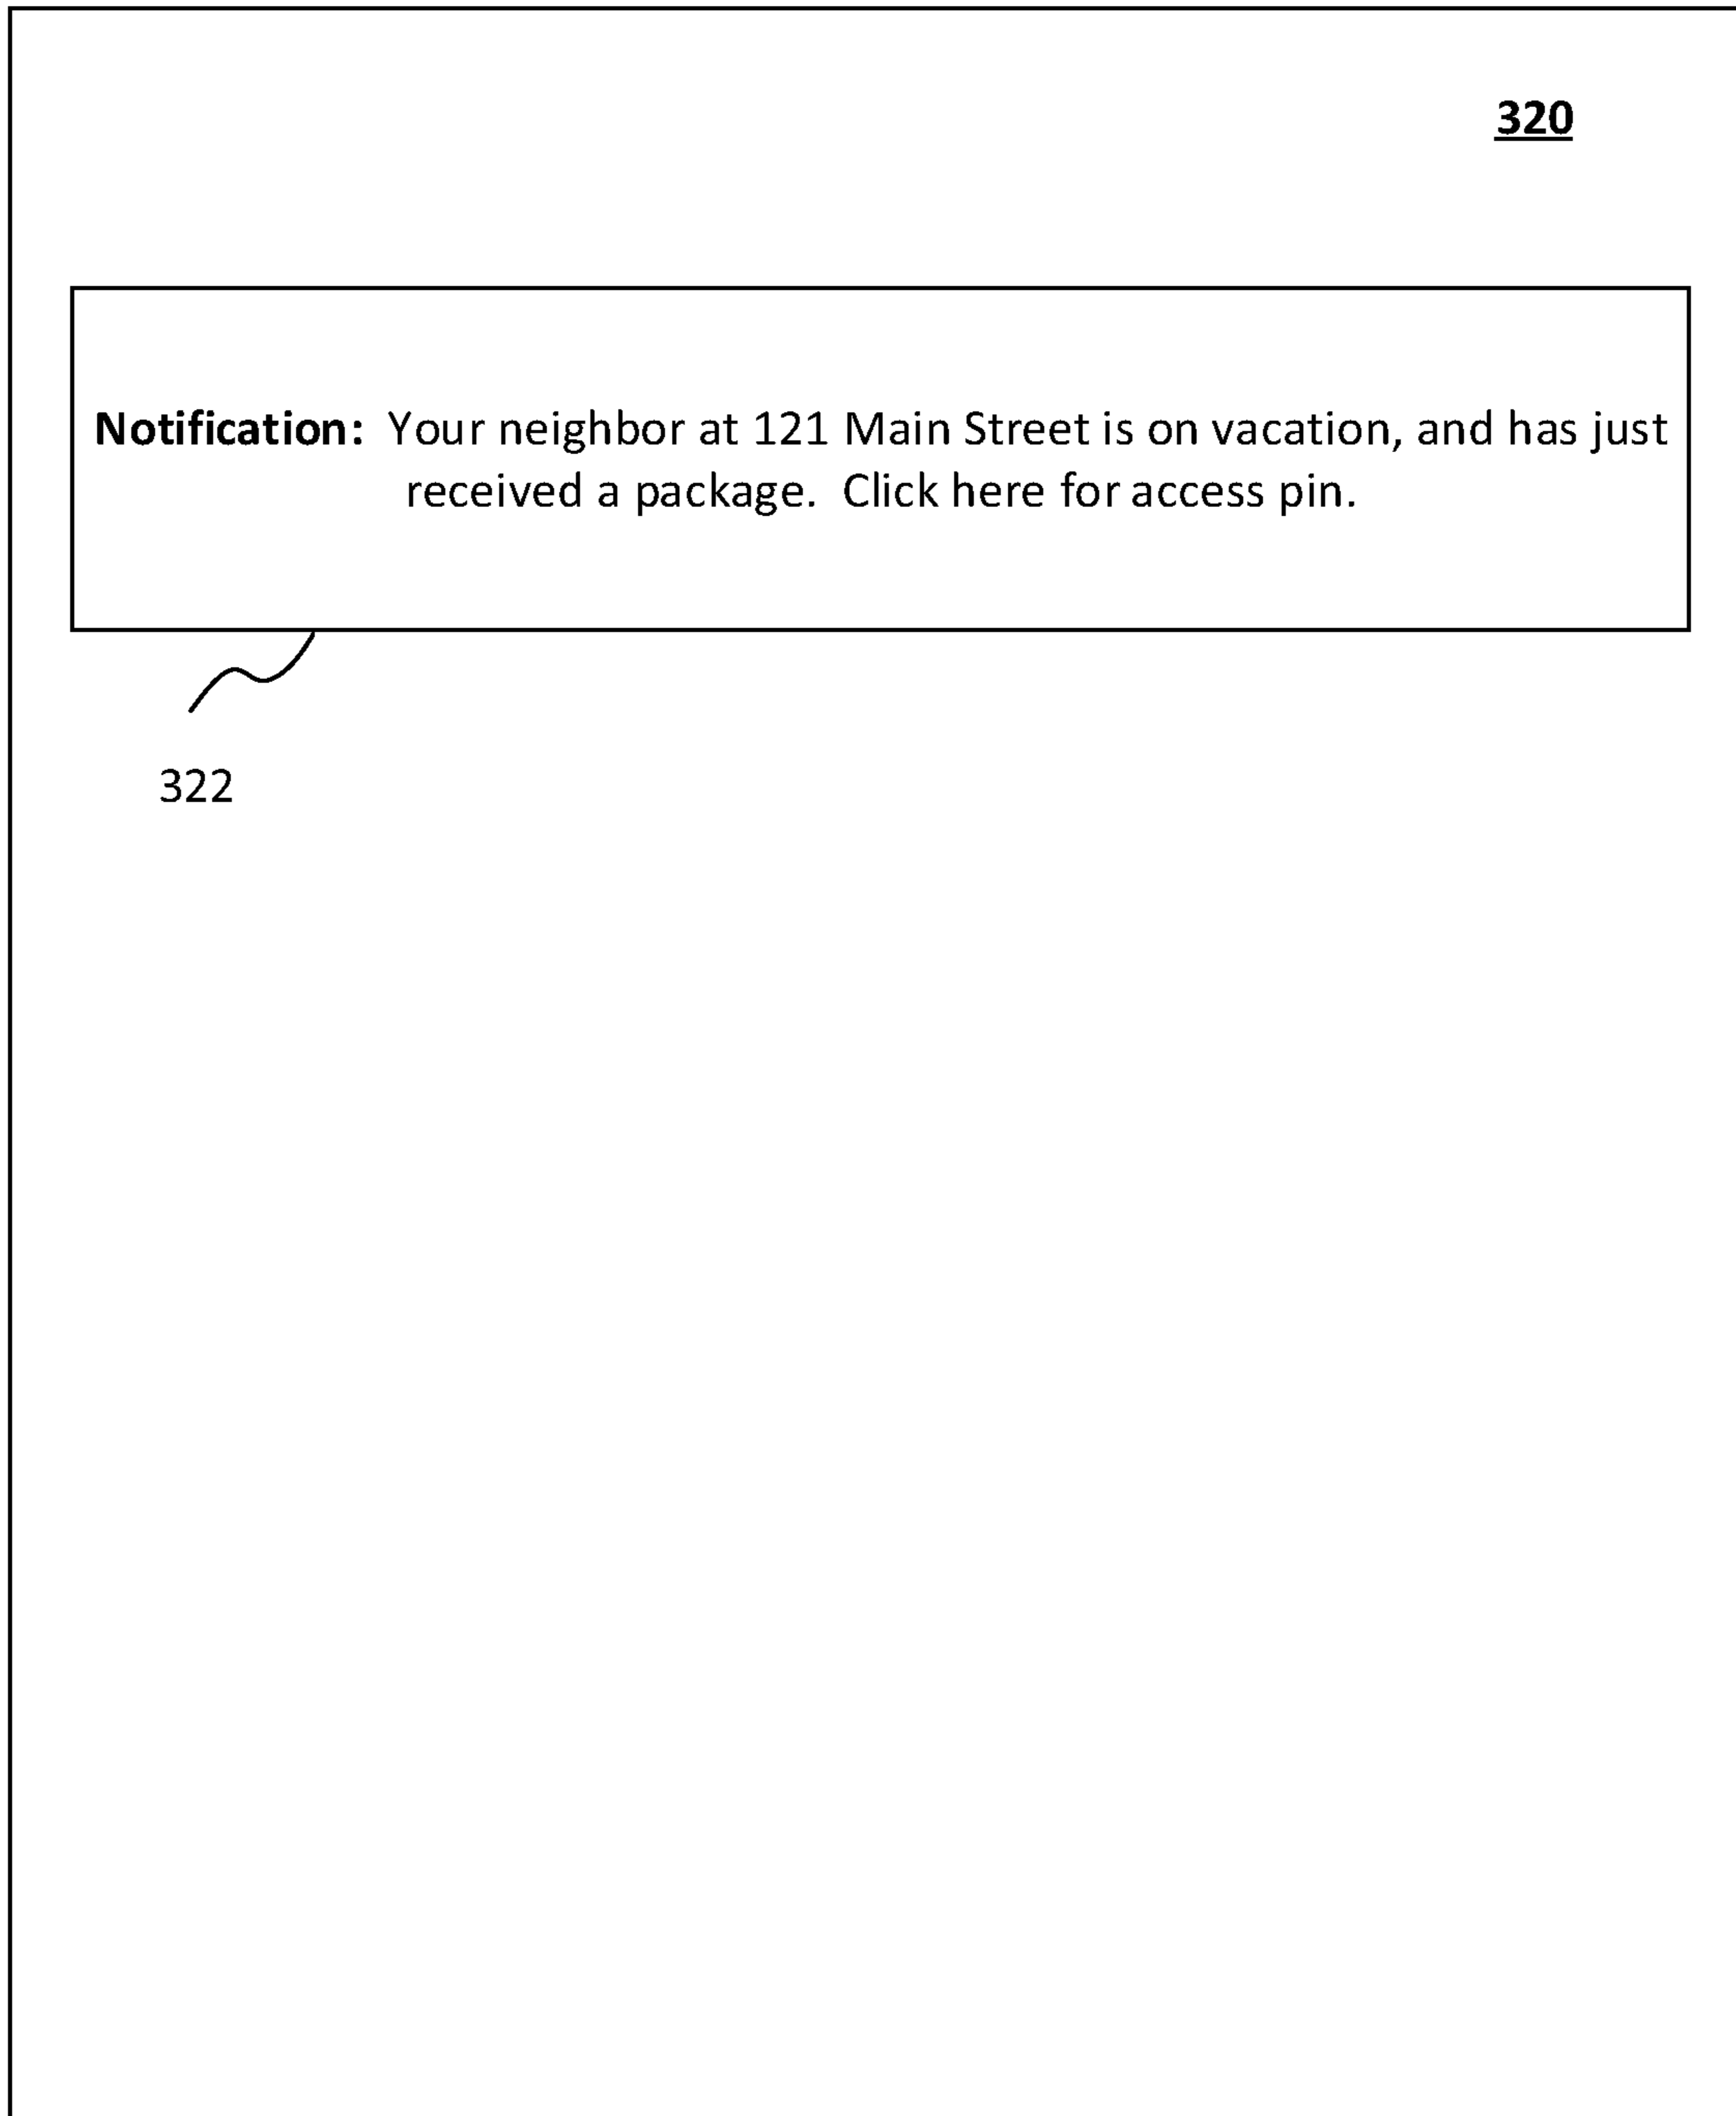 320
Notification: Your neighbor at 121 Main Street is on vacation, and has just
received a package. Click here for access pin.
322